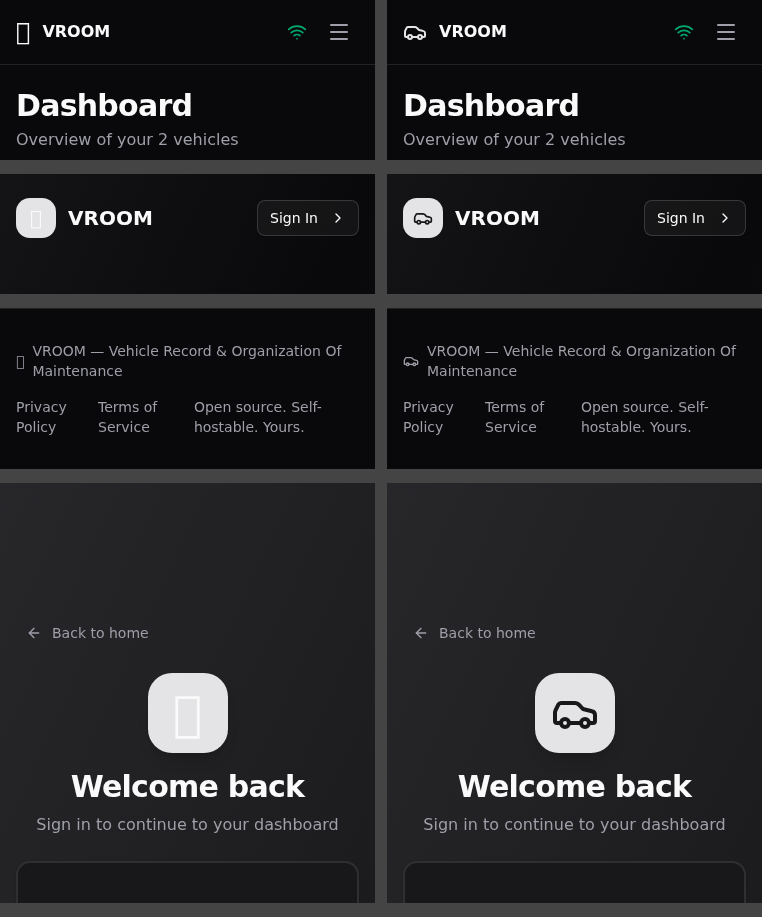 VROOM
Dashboard
Overview of your 2 vehicles
VROOM
Dashboard
Overview of your 2 vehicles
VROOM
Sign In
VROOM
Sign In
VROOM — Vehicle Record & Organization Of
Maintenance
Privacy
Policy
Terms of
Service
Open source. Self-
hostable. Yours.
VROOM — Vehicle Record & Organization Of
Maintenance
Privacy
Policy
Terms of
Service
Open source. Self-
hostable. Yours.
Back to home
Welcome back
Sign in to continue to your dashboard
Back to home
Welcome back
Sign in to continue to your dashboard